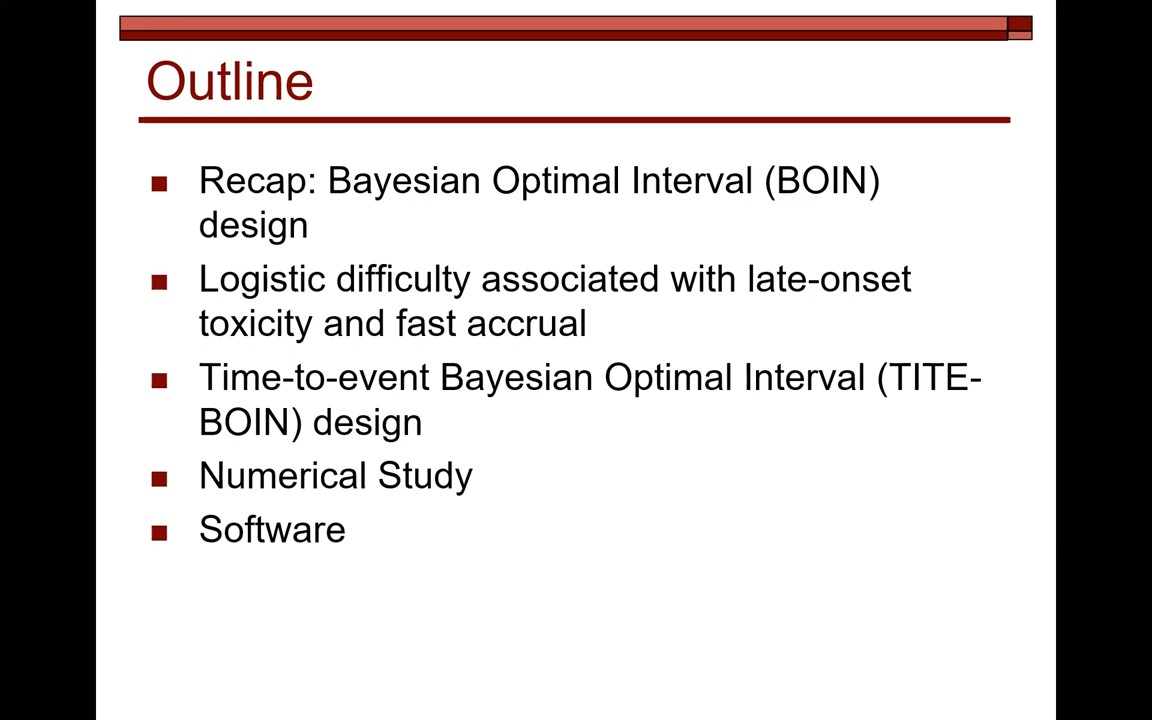 Outline
Recap: Bayesian Optimal Interval (BOIN)
design
Logistic difficulty associated with late-onset
toxicity and fast accrual
Time-to-event Bayesian Optimal Interval (TITE-
BOIN) design
Numerical Study
Software